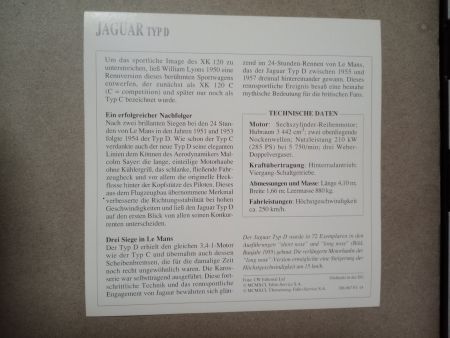 JAGUAR TYP D
Um das sportliche Image des XK 120 zu
unterstreichen, ließ William Lyons 1950 eine
Rennversion dieses berühmten Sportwagens
entwerfen, der zunächst als XK 120 C
(C = competition) und später nur noch als
Typ C bezeichnet wurde.
Ein erfolgreicher Nachfolger
Nach zwei brillanten Siegen bei den 24 Stun-
den von Le Mans in den Jahren 1951 und 1953
folgte 1954 der Typ D. Wie schon der Typ C
verdankte auch der neue Typ D seine eleganten
Linien dem Können des Aerodynamikers Mal-
colm Sayer: die lange, einteilige Motorhaube
ohne Kühlergrill, das schlanke, fließende Fahr-
zeugheck und vor allem die originelle Heck-
flosse hinter der Kopfstütze des Piloten. Dieses
aus dem Flugzeugbau übernommene Merkmal
verbesserte die Richtungsstabilität bei hohen
Geschwindigkeiten und ließ den Jaguar Typ D
auf den ersten Blick von allen seinen Konkur-
renten unterscheiden.
Drei Siege in Le Mans
Der Typ D erhielt den gleichen 3,4-l-Motor
wie der Typ C und übernahm auch dessen
Scheibenbremsen, die für die damalige Zeit
noch recht ungewöhnlich waren. Die Karos-
serie war selbsttragend ausgeführt. Diese fort-
schrittliche Technik und das rennsportliche
Engagement von Jaguar bewährten sich glän-
zend im 24-Stunden-Rennen von Le Mans,
das der Jaguar Typ D zwischen 1955 und
1957 dreimal hintereinander gewann. Dieses
rennsportliche Ereignis besaß eine beinahe
mythische Bedeutung für die britischen Fans.
TECHNISCHE DATEN
Motor: Sechszylinder-Reihenmotor;
Hubraum 3 442 cm³; zwei obenliegende
Nockenwellen; Nutzleistung 210 kW
(285 PS) bei 5 750/min; drei Weber-
Doppelvergaser.
Kraftübertragung: Hinterradantrieb;
Viergang-Schaltgetriebe.
Abmessungen und Masse: Länge 4,10 m,
Breite 1,66 m; Leermasse 880 kg.
Fahrleistungen: Höchstgeschwindigkeit
ca. 250 km/h.
Der Jaguar Typ D wurde in 72 Exemplaren in den
Ausführungen "short nose" und "long nose" (Bild,
Baujahr 1955) gebaut. Die verlängerte Motorhaube der
"long nose"-Version ermöglichte eine Steigerung der
Höchstgeschwindigkeit um 15 km/h.